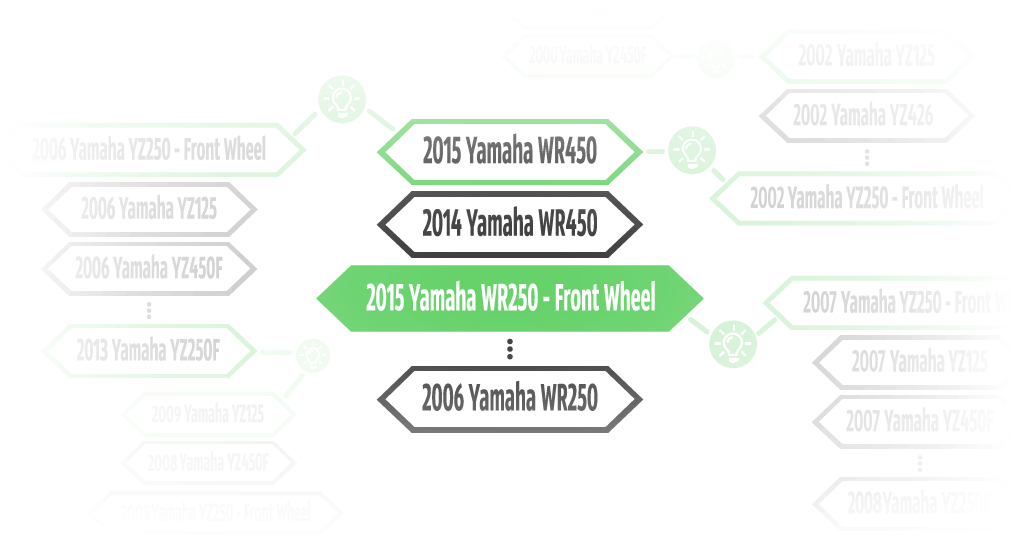 2000 Yamaha YZ450F
2002 Yamaha YZ125
2002 Yamaha YZ426
2002 Yamaha YZ250 - Front Wheel
2006 Yamaha YZ250 - Front Wheel
2006 Yamaha YZ125
2006 Yamaha YZ450F
2013 Yamaha YZ250F
2009 Yamaha YZ125
2008 Yamaha YZ450F
Yamaha YZ250 - Front Wheel
2015 Yamaha WR450
2014 Yamaha WR450
2015 Yamaha WR250 - Front Wheel
2006 Yamaha WR250
2007 Yamaha YZ250 - Front
2007 Yamaha YZ125
2007 Yamaha YZ450F
2008 Yamaha YZ250F